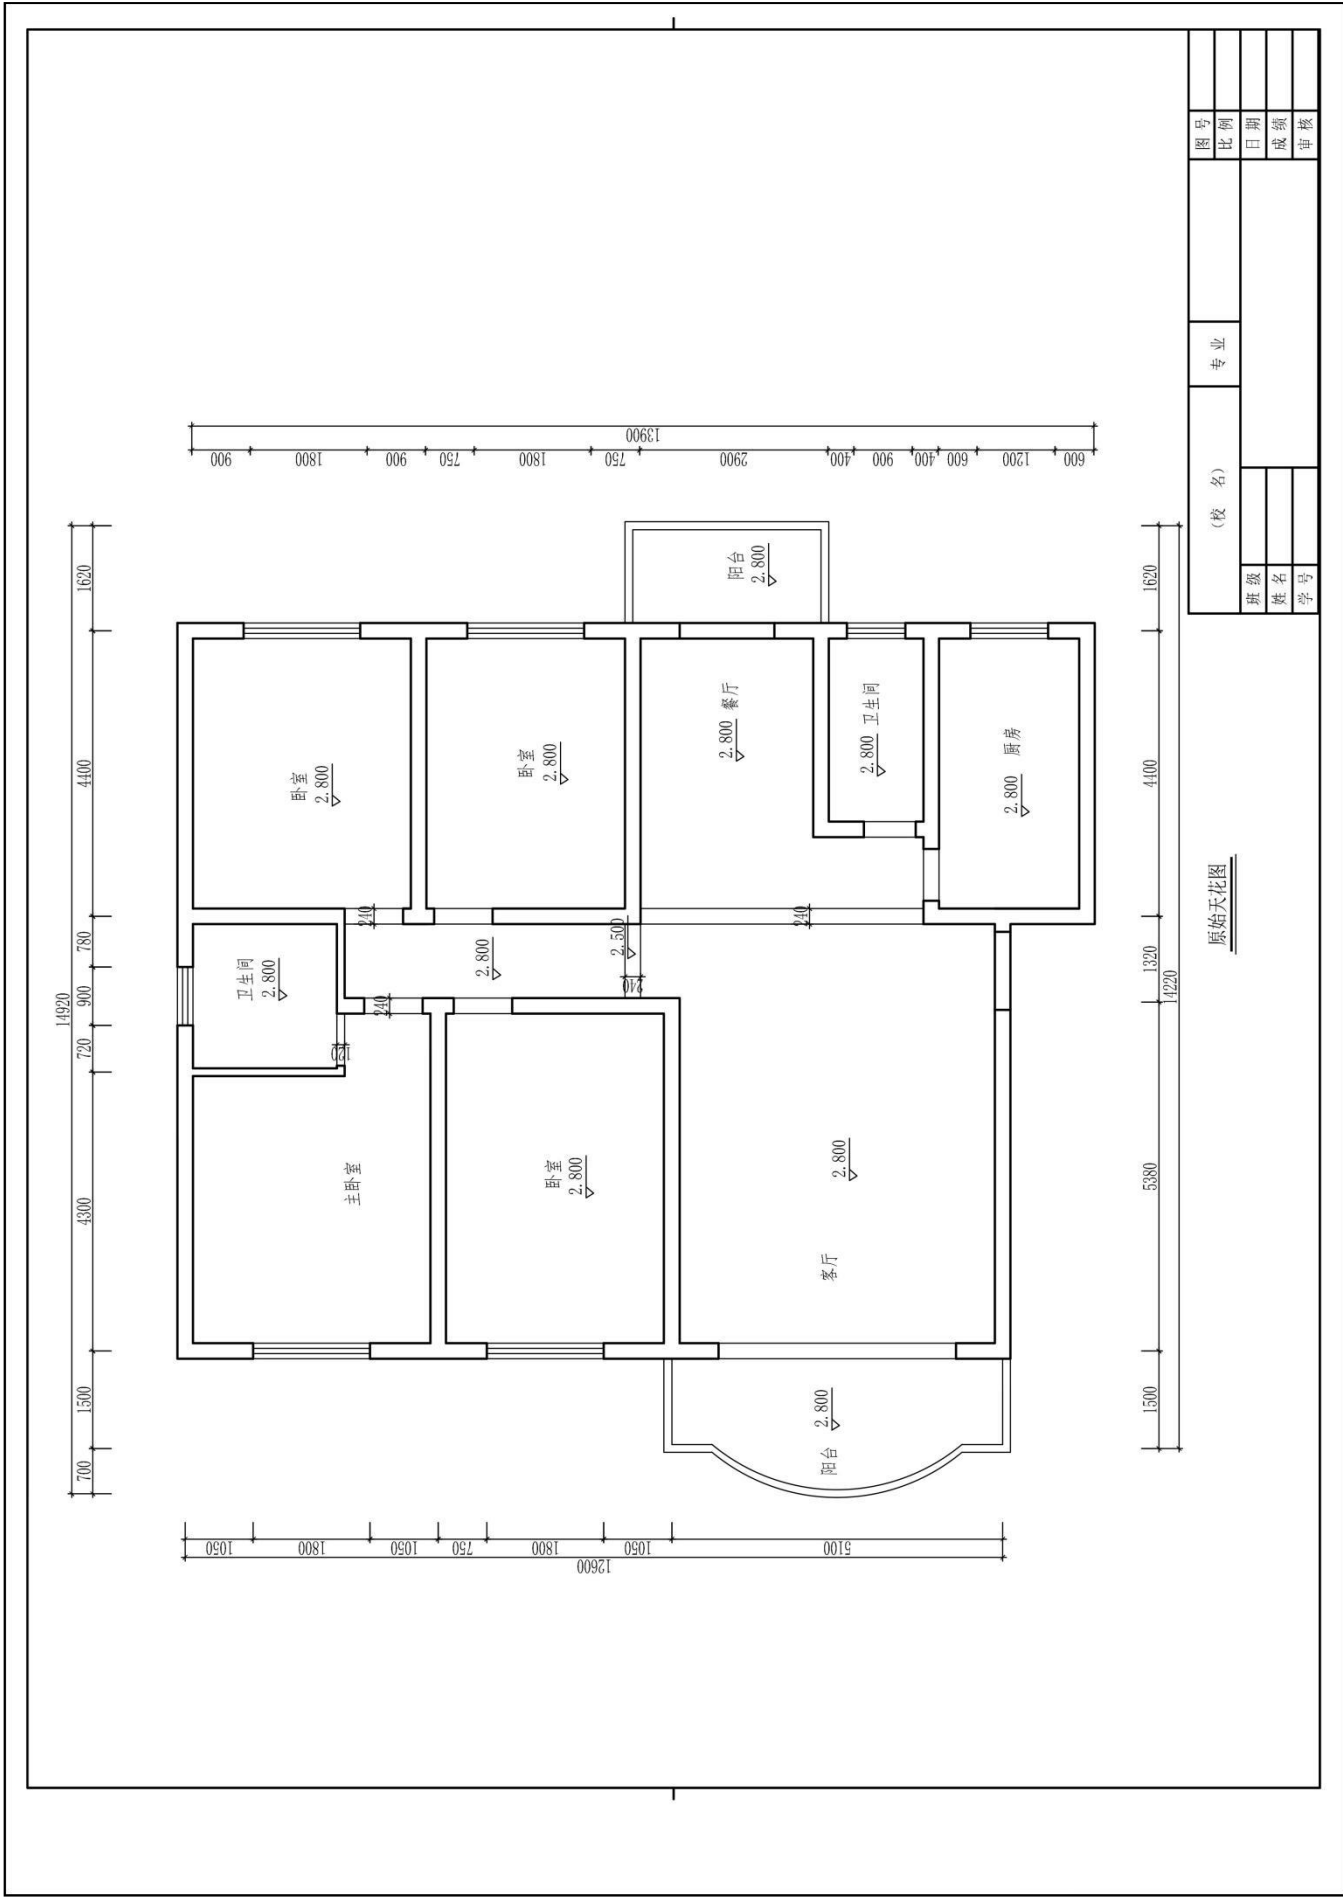 图号
比例
日期
成绩
审核
专业
(校 名)
班级
姓名
学号
原始天花图
13900
900
1800
900
750
1800
750
2900
400
900
400
600
1200
600
14920
1620
4400
780
900
720
4300
1500
700
1620
4400
1320
5380
1500
14220
阳台
2.800
卧室
2.800
卧室
2.800
餐厅
2.800
卫生间
2.800
厨房
2.800
240
240
2.500
2.800
240
240
120
卫生间
2.800
主卧室
卧室
2.800
2.800
客厅
阳台
2.800
1050
1800
1050
750
1800
1050
5100
12600